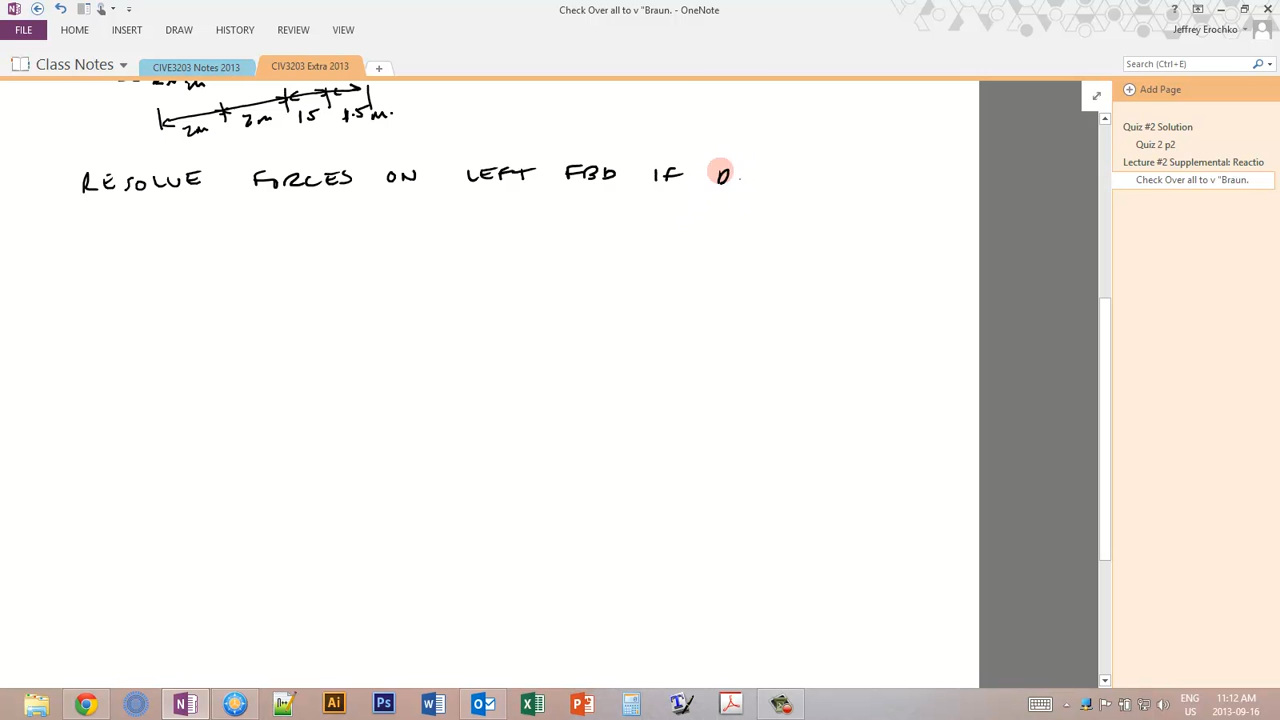 Check Over all to v "Braun. - OneNote
FILE HOME INSERT DRAW HISTORY REVIEW VIEW
Jeffrey Erochko
Class Notes
CIVE3203 Notes 2013
CIV3203 Extra 2013
Search (Ctrl+E)
Add Page
Quiz #2 Solution
Quiz 2 p2
Lecture #2 Supplemental: Reactio
Check Over all to v "Braun.
2m 2m 1.5 1.5m.
RESOLVE FORCES ON LEFT FBD IF D
ENG
US
11:12 AM
2013-09-16